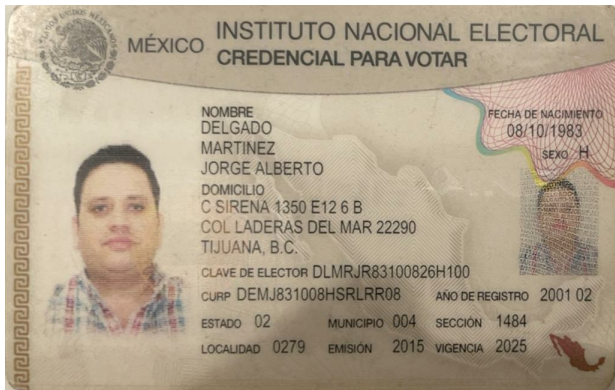 INSTITUTO NACIONAL ELECTORAL
MÉXICO
CREDENCIAL PARA VOTAR
NOMBRE
DELGADO
MARTINEZ
JORGE ALBERTO
FECHA DE NACIMIENTO
08/10/1983
SEXO H
DOMICILIO
C SIRENA 1350 E12 6 B
COL LADERAS DEL MAR 22290
TIJUANA, B.C.
CLAVE DE ELECTOR DLMRJR83100826H100
CURP DEMJ831008HSRLRR08 AÑO DE REGISTRO 2001 02
ESTADO 02 MUNICIPIO 004 SECCIÓN 1484
LOCALIDAD 0279 EMISIÓN 2015 VIGENCIA 2025